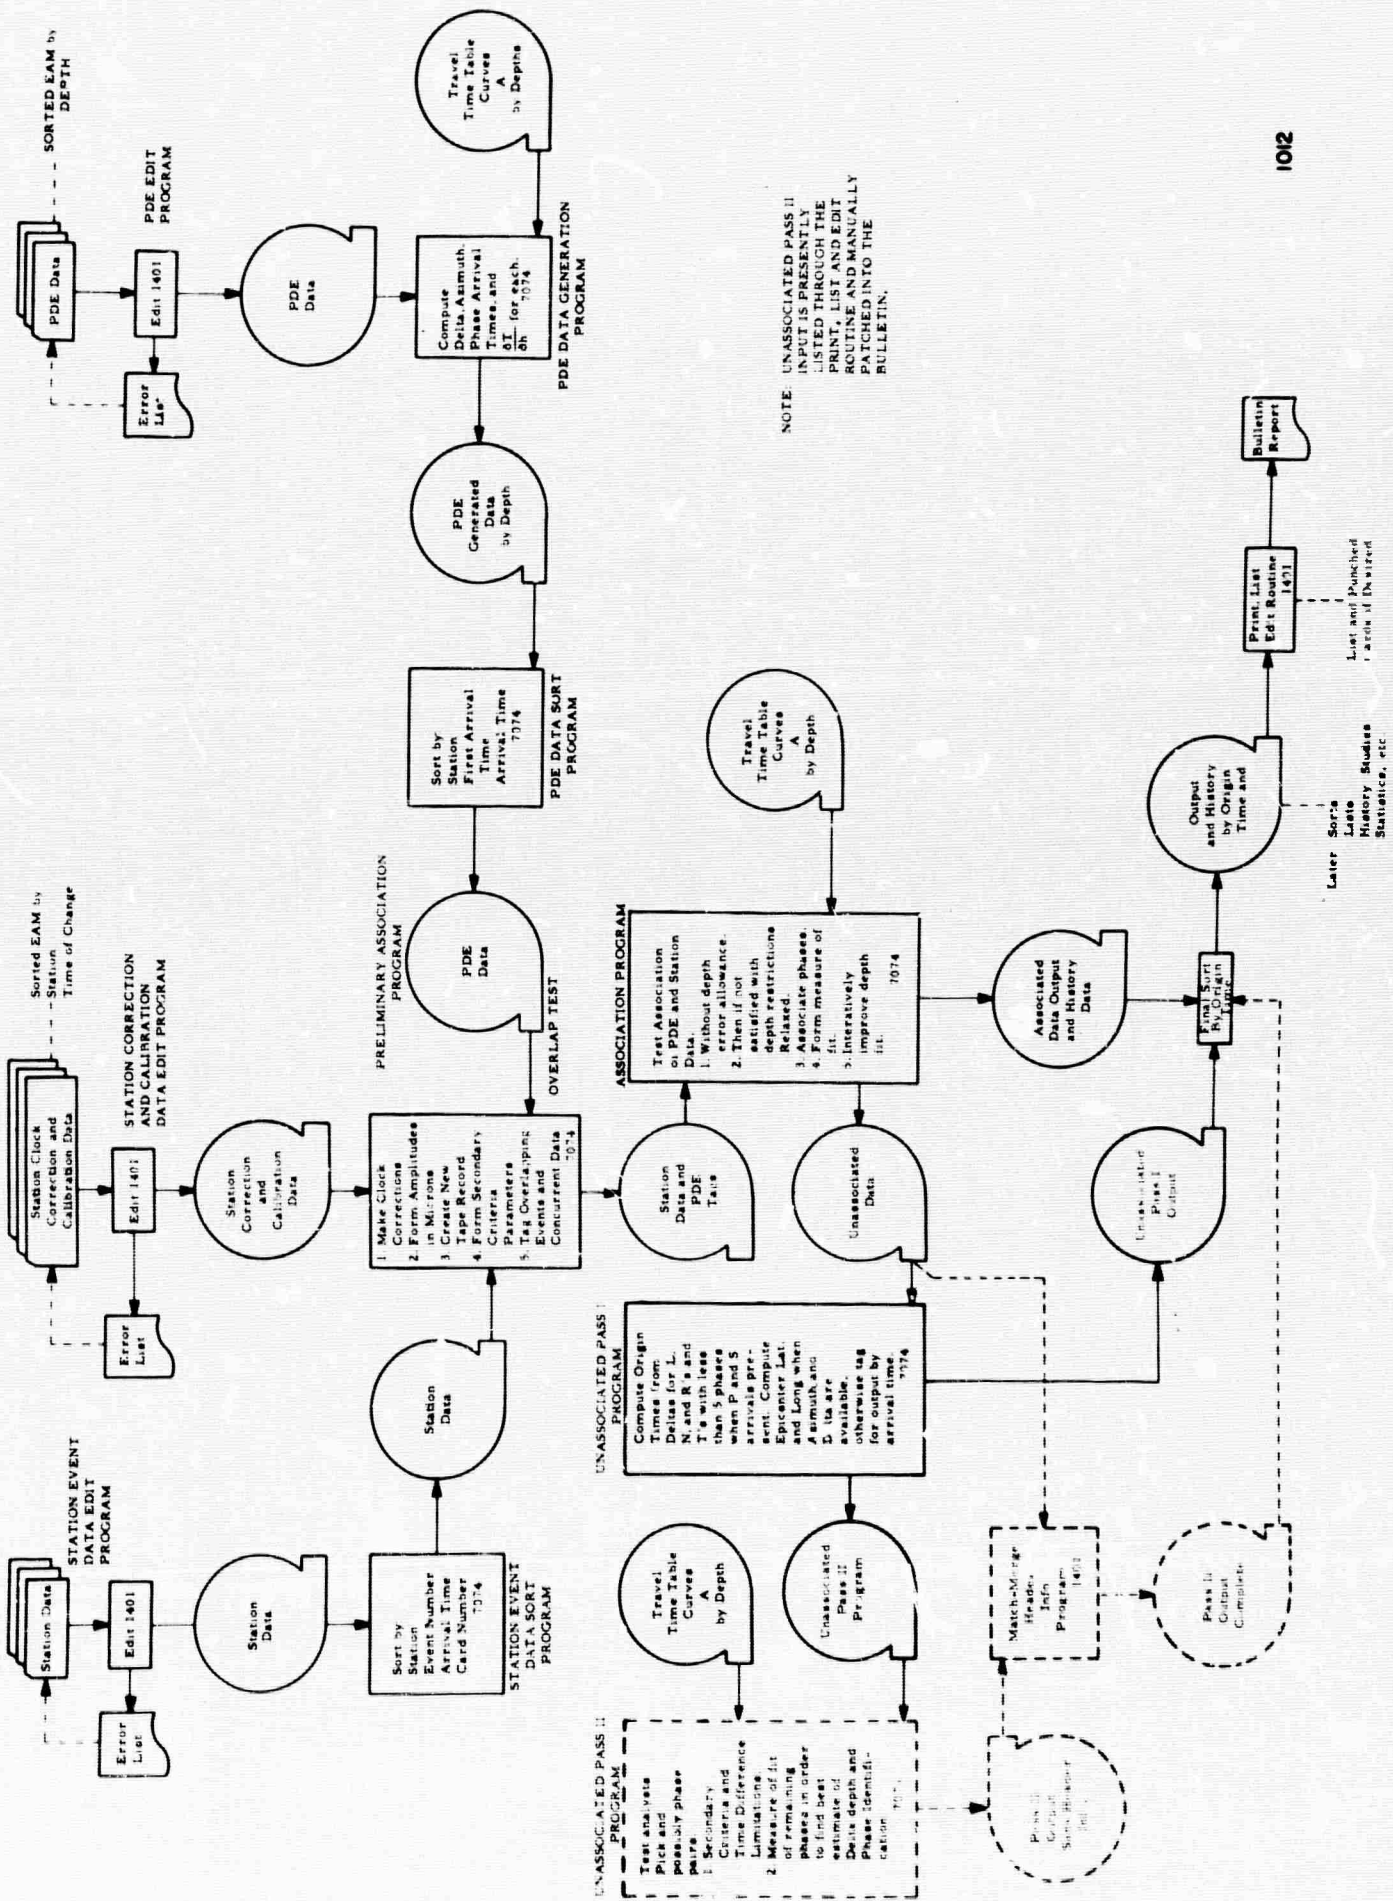 STATION EVENT
DATA EDIT
PROGRAM
Station Data
Edit 1401
Error
List
Station
Data
Sort by
Station
Event Number
Arrival Time
Card Number
7074
STATION EVENT
DATA SORT
PROGRAM
Station
Data
Sorted EAM by
Station
Time of Change
Station Clock
Correction and
Calibration Data
STATION CORRECTION
AND CALIBRATION
DATA EDIT PROGRAM
Edit 1401
Error
List
Station
Correction
and
Calibration
Data
PRELIMINARY ASSOCIATION
PROGRAM
1 Make Clock
Corrections
2. Form Amplitudes
in Microns
3 Create New
Tape Record
4. Form Secondary
Criteria
Parameters
5. Tag Overlapping
Events and
Concurrent Data
7074
OVERLAP TEST
SORTED EAM by
DEPTH
PDE Data
PDE EDIT
PROGRAM
Edit 1401
Error
PDE
Data
Travel
Time Table
Curves
A
by Depths
Compute
Delta, Azimuth,
Phase Arrival
Times, and
∂T
∂h for each.
7074
PDE DATA GENERATION
PROGRAM
PDE
Generated
Data
by Depth
Sort by
Station
First Arrival
Time
Arrival Time
7074
PDE DATA SORT
PROGRAM
PDE
Data
Station
Data and
PDE
ASSOCIATION PROGRAM
Test Association
of PDE and Station
Data.
1. Without depth
error allowance.
2. Then if not
satisfied with
depth restrictions
Relaxed.
3. Associate phases.
4. Form measure of
fit.
5. Interatively
improve depth
fit.
7074
Travel
Time Table
Curves
A
by Depth
Unassociated
Data
Associated
Data Output
and History
Data
UNASSOCIATED PASS I
PROGRAM
Compute Origin
Times from
Deltas for L,
N, and R's and
T's with less
than 5 phases
when P and S
arrivals pre-
sent. Compute
Epicenter Lat.
and Long when
Azimuth and
D lta are
available.
otherwise tag
for output by
arrival time.
7074
Unassociated
Pass I
Output
Final Sort
By Origin
Time
Output
and History
by Origin
Time and
Later Sorts
Lists
History Studies
Statistics, etc
Print, List
Edit Routine
1401
List and Punched
Cards if Desired
Bulletin
Report
NOTE: UNASSOCIATED PASS II
INPUT IS PRESENTLY
LISTED THROUGH THE
PRINT, LIST AND EDIT
ROUTINE AND MANUALLY
PATCHED INTO THE
BULLETIN.
Travel
Time Table
Curves
A
by Depth
Unassociated
Pass II
Program
UNASSOCIATED PASS II
PROGRAM
Test analysts
Pick and
possibly phase
pairs.
1 Secondary
Criteria and
Time Difference
Limitations.
2. Measure of fit
of remaining
phases in order
to find best
estimate of
Delta depth and
Phase Identifi-
cation
Match-Merge
Header
Info
Program
1401
Pass II
Output
Complete
Pass II
Output
1012